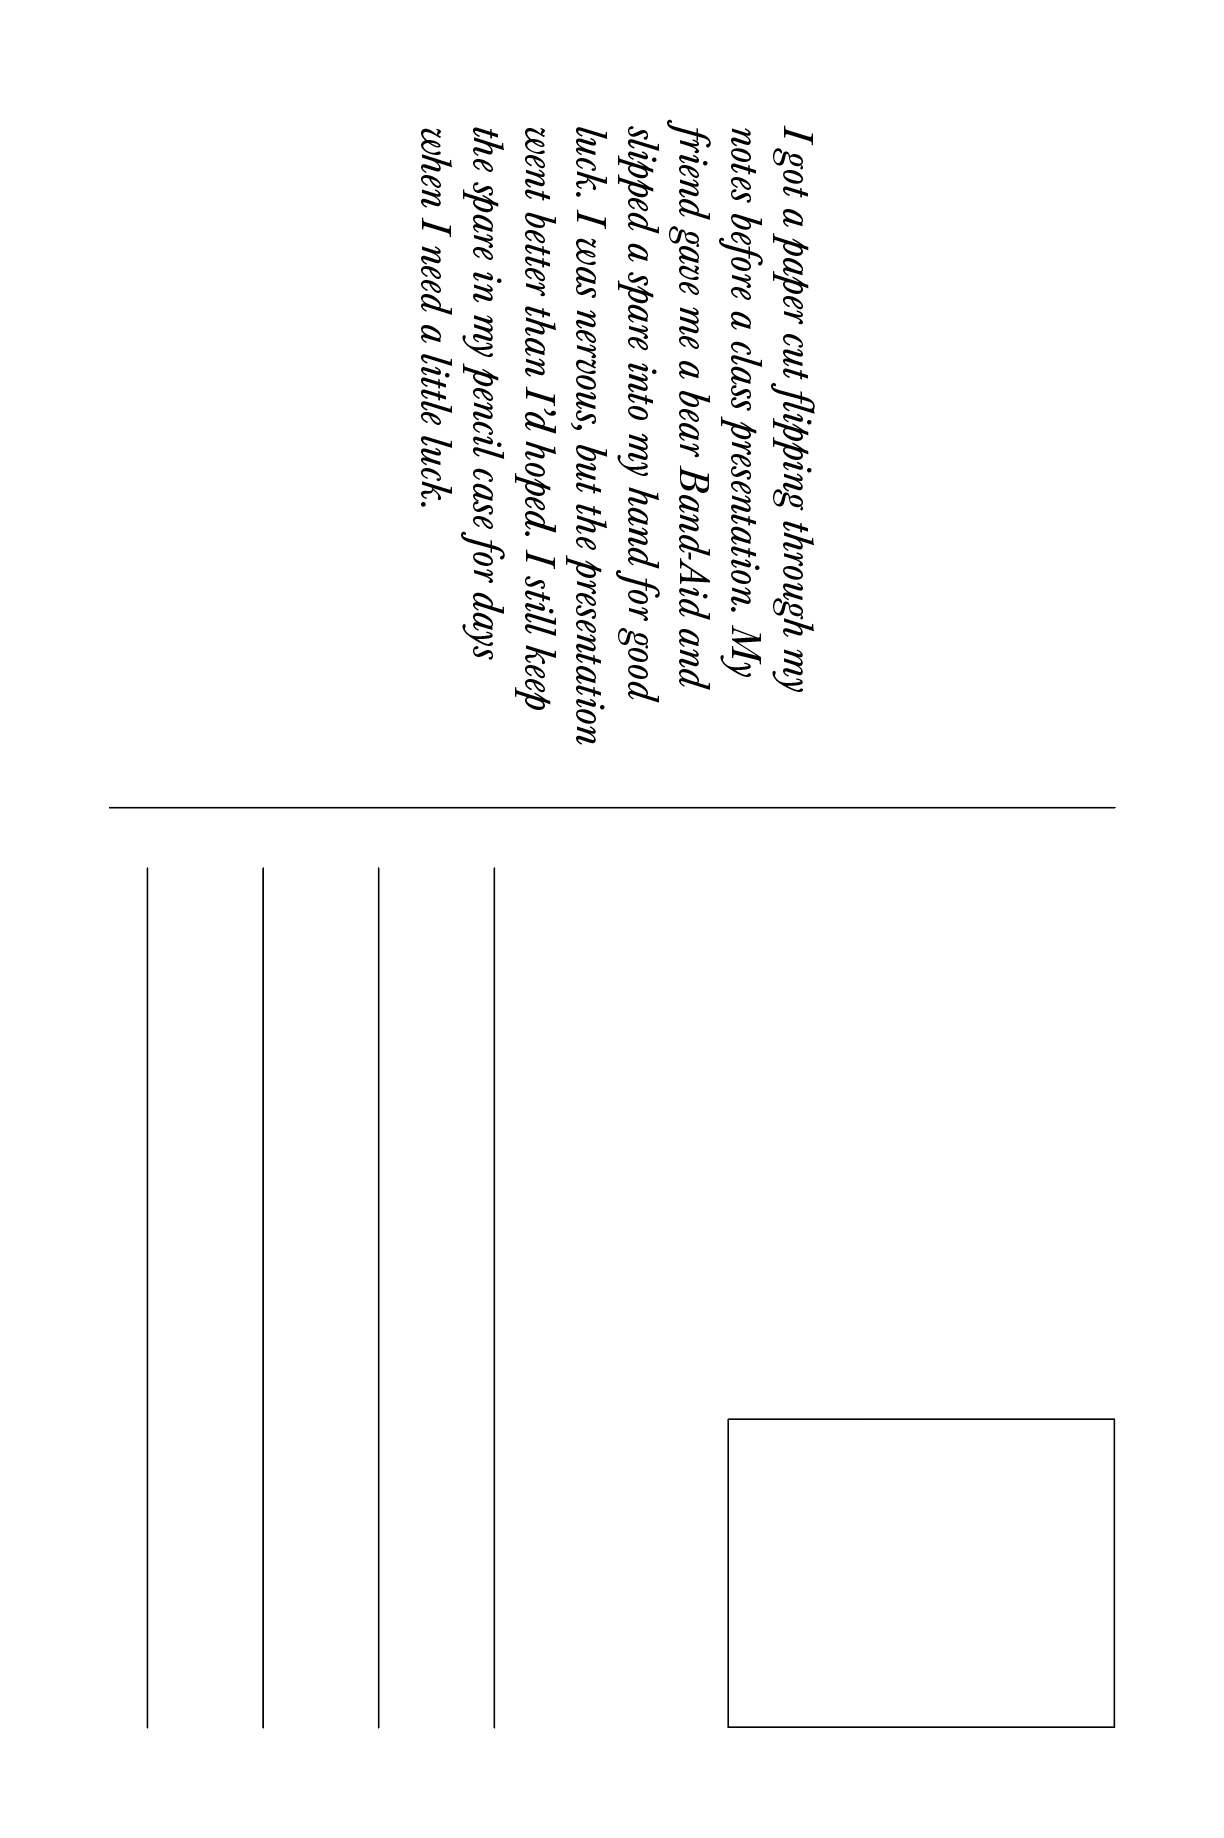 I got a paper cut flipping through my
notes before a class presentation. My
friend gave me a bear Band-Aid and
slipped a spare into my hand for good
luck. I was nervous, but the presentation
went better than I’d hoped. I still keep
the spare in my pencil case for days
when I need a little luck.